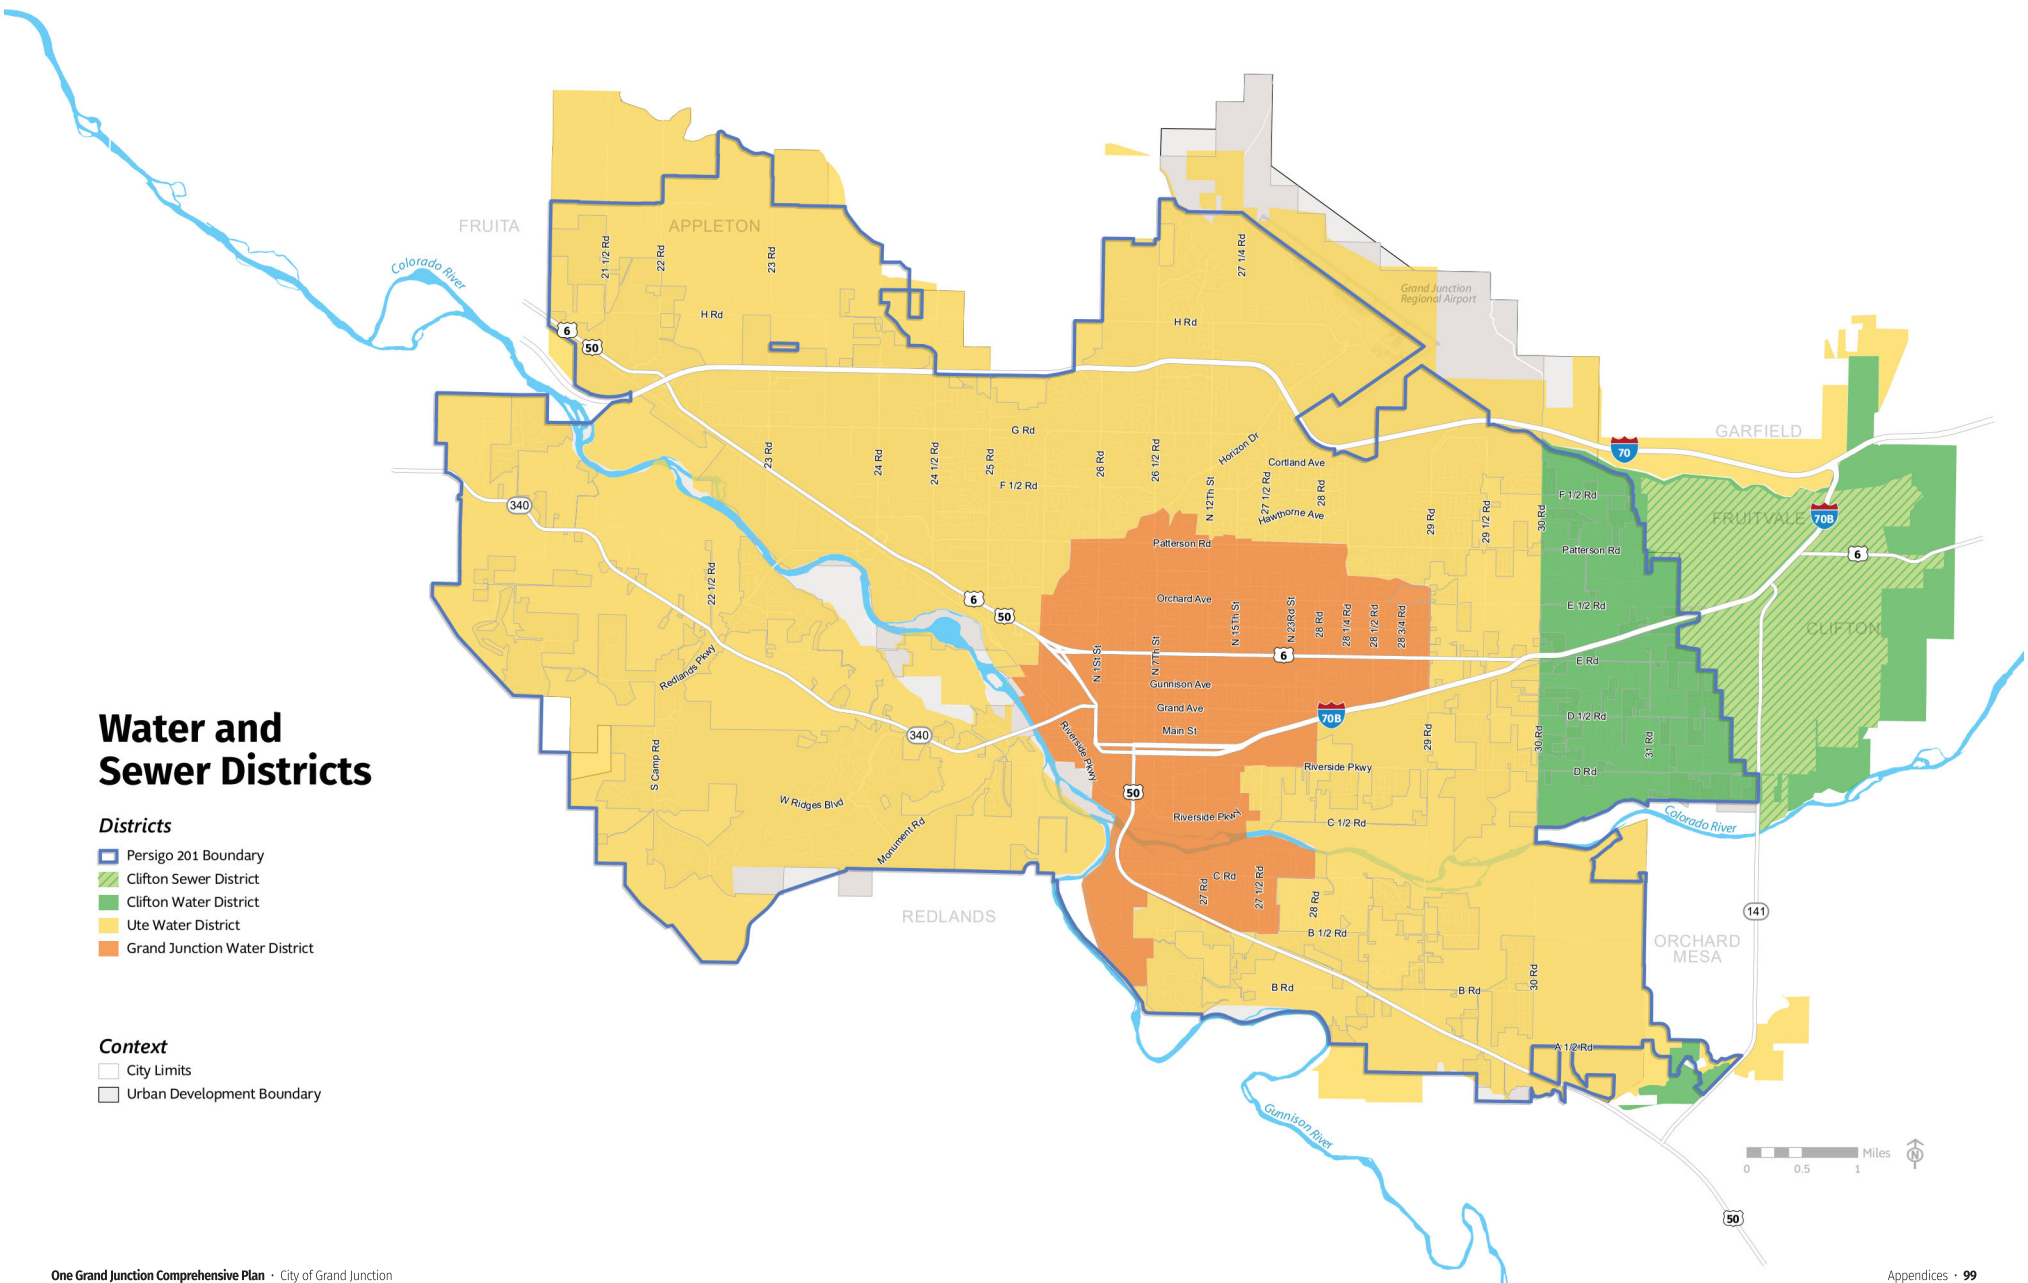 FRUITA
APPLETON
Colorado River
21 1/2 Rd
22 Rd
23 Rd
27 1/4 Rd
Grand Junction
Regional Airport
6
50
H Rd
H Rd
GARFIELD
70
G Rd
23 Rd
24 Rd
24 1/2 Rd
25 Rd
26 Rd
26 1/2 Rd
Horizon Dr
Cortland Ave
F 1/2 Rd
N 12Th St
27 1/2 Rd
28 Rd
Hawthorne Ave
29 Rd
29 1/2 Rd
30 Rd
F 1/2 Rd
FRUITVALE
70B
340
Patterson Rd
Patterson Rd
6
22 1/2 Rd
6
50
Orchard Ave
N 15Th St
N 23Rd St
28 Rd
28 1/4 Rd
28 1/2 Rd
28 3/4 Rd
E 1/2 Rd
CLIFTON
Redlands Pkwy
N 1St St
N 7Th St
6
E Rd
Gunnison Ave
Grand Ave
70B
D 1/2 Rd
Main St
340
Riverside Pkwy
29 Rd
30 Rd
31 Rd
S Camp Rd
Riverside Pkwy
D Rd
50
W Ridges Blvd
Monument Rd
Riverside Pkwy
C 1/2 Rd
Colorado River
C Rd
27 Rd
27 1/2 Rd
28 Rd
REDLANDS
B 1/2 Rd
141
ORCHARD
MESA
30 Rd
B Rd
B Rd
A 1/2 Rd
Gunnison River
50
Water and
Sewer Districts
Districts
Persigo 201 Boundary
Clifton Sewer District
Clifton Water District
Ute Water District
Grand Junction Water District
Context
City Limits
Urban Development Boundary
Miles
N
0 0.5 1
One Grand Junction Comprehensive Plan · City of Grand Junction
Appendices · 99